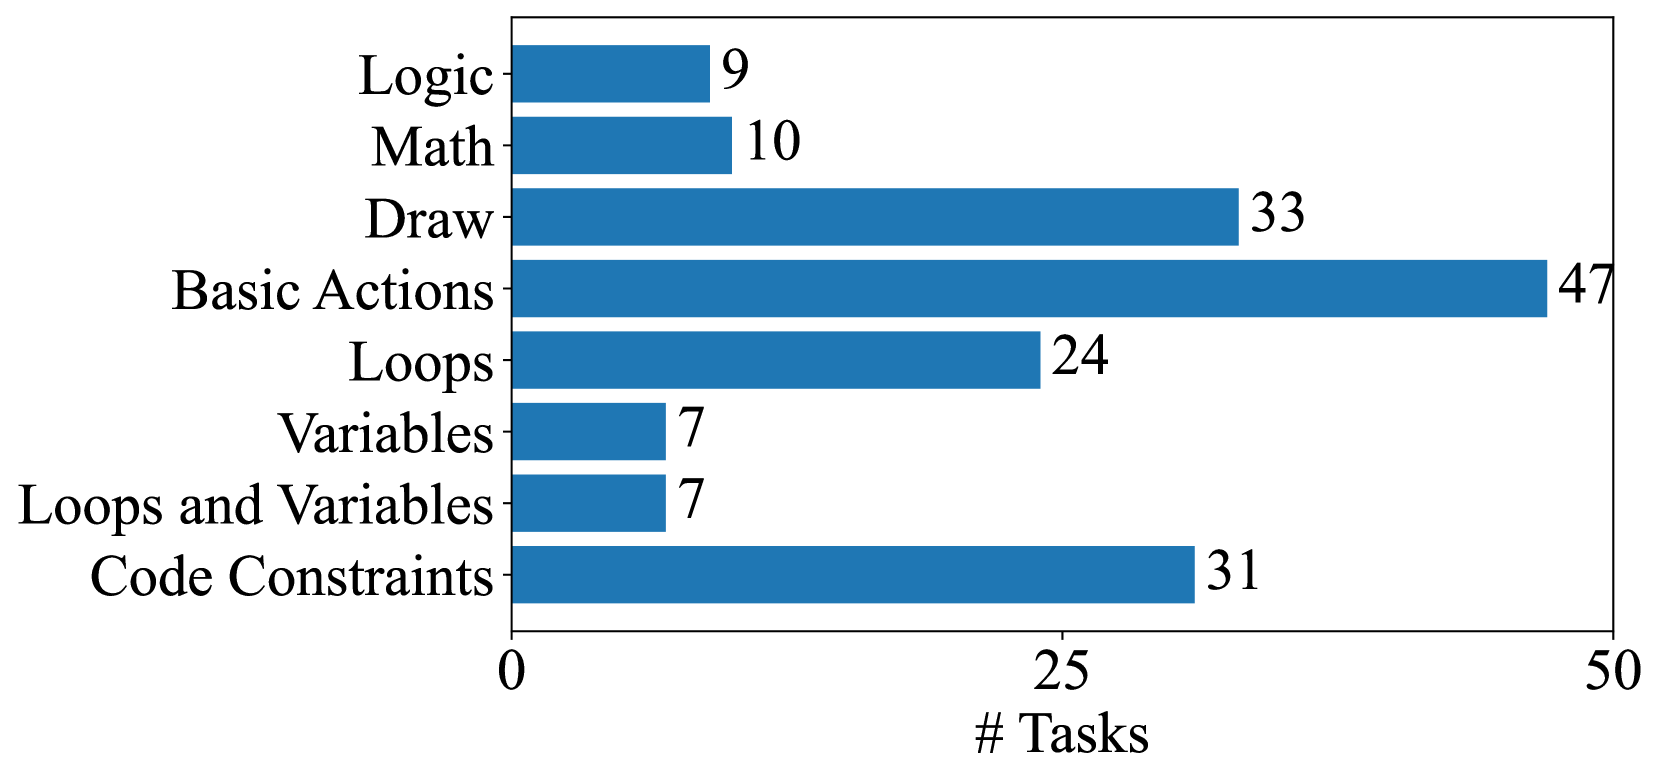 Logic 9
Math 10
Draw 33
Basic Actions 47
Loops 24
Variables 7
Loops and Variables 7
Code Constraints 31
0 25 50
# Tasks